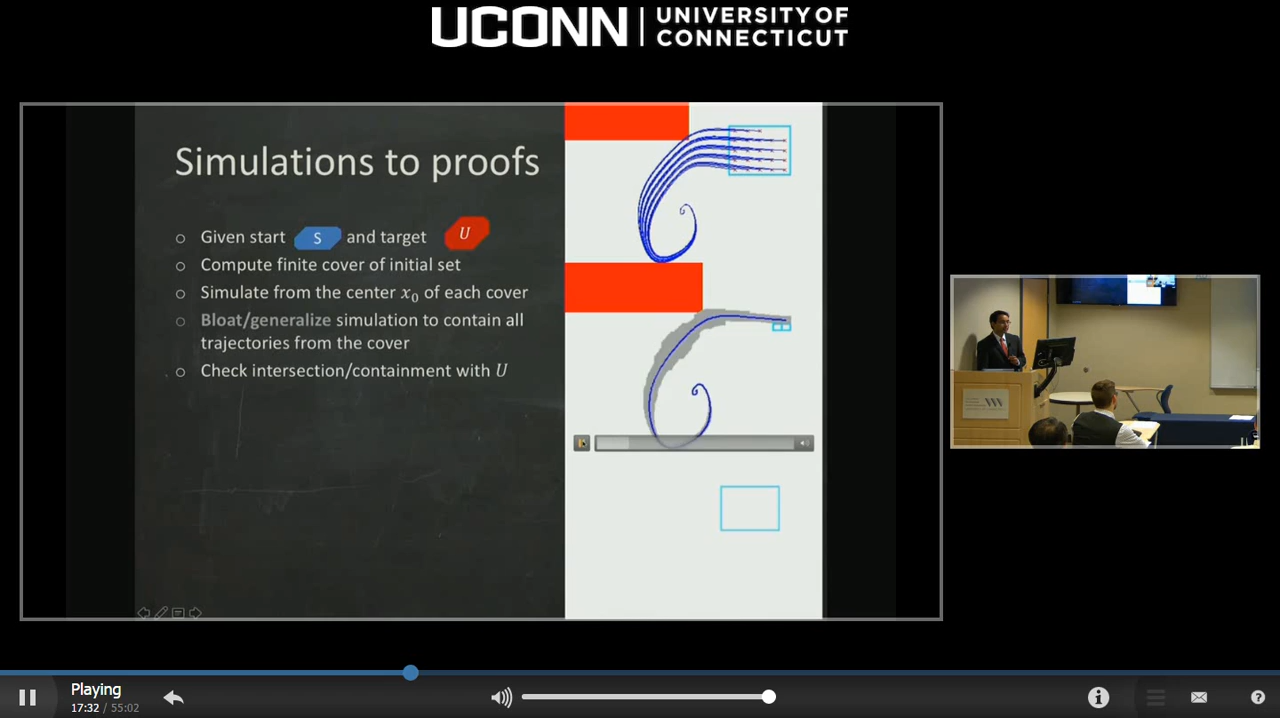 UCONN
UNIVERSITY OF
CONNECTICUT
Simulations to proofs
Given start S and target U
Compute finite cover of initial set
Simulate from the center x₀ of each cover
Bloat/generalize simulation to contain all
trajectories from the cover
Check intersection/containment with U
Playing
17:32 / 55:02